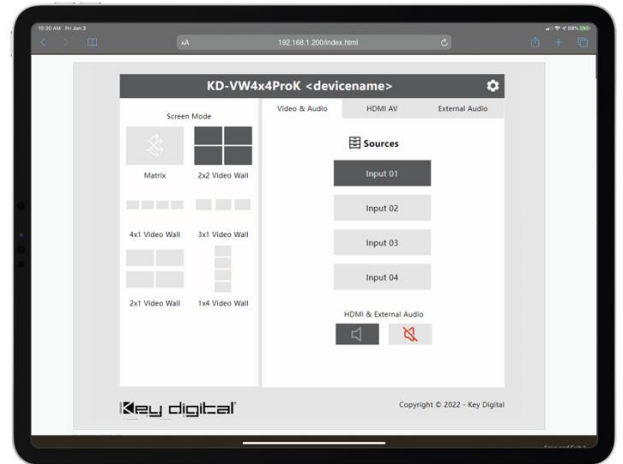 10:30 AM Fri Jan 3
88%
AA
192.168.1.200/index.html
KD-VW4x4ProK <devicename>
Screen Mode
Matrix
2x2 Video Wall
4x1 Video Wall
3x1 Video Wall
2x1 Video Wall
1x4 Video Wall
Video & Audio
HDMI AV
External Audio
Sources
Input 01
Input 02
Input 03
Input 04
HDMI & External Audio
Key digital
Copyright © 2022 - Key Digital